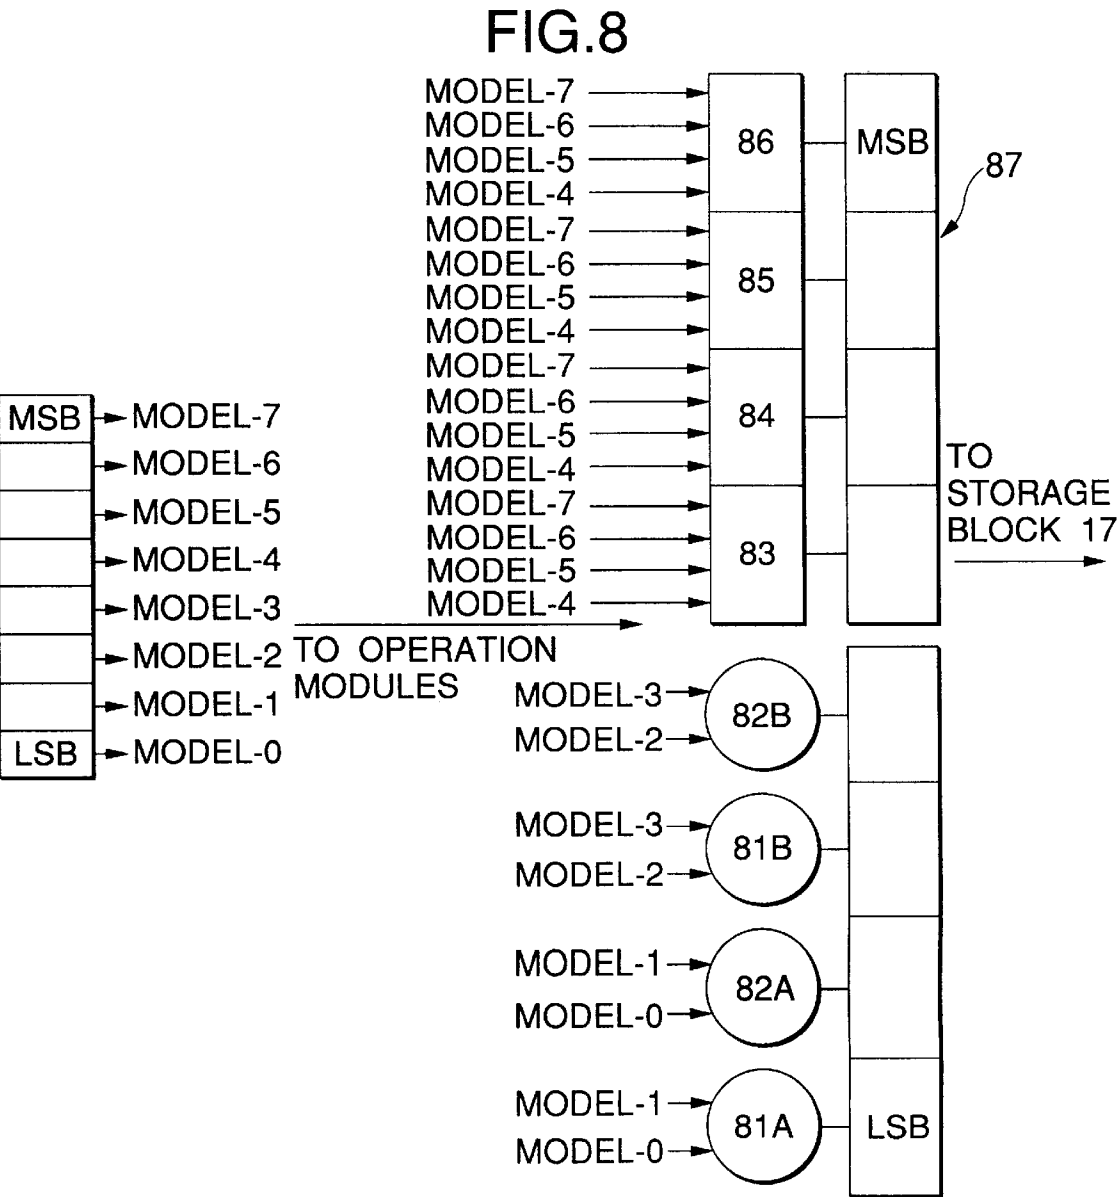 FIG.8
MODEL-7
MODEL-6
MODEL-5
MODEL-4
86
MSB
87
MODEL-7
MODEL-6
MODEL-5
MODEL-4
85
MODEL-7
MODEL-6
MODEL-5
MODEL-4
84
MODEL-7
MODEL-6
MODEL-5
MODEL-4
83
TO
STORAGE
BLOCK 17
MSB
MODEL-7
MODEL-6
MODEL-5
MODEL-4
MODEL-3
MODEL-2
MODEL-1
LSB
MODEL-0
TO OPERATION
MODULES
MODEL-3
MODEL-2
82B
MODEL-3
MODEL-2
81B
MODEL-1
MODEL-0
82A
MODEL-1
MODEL-0
81A
LSB